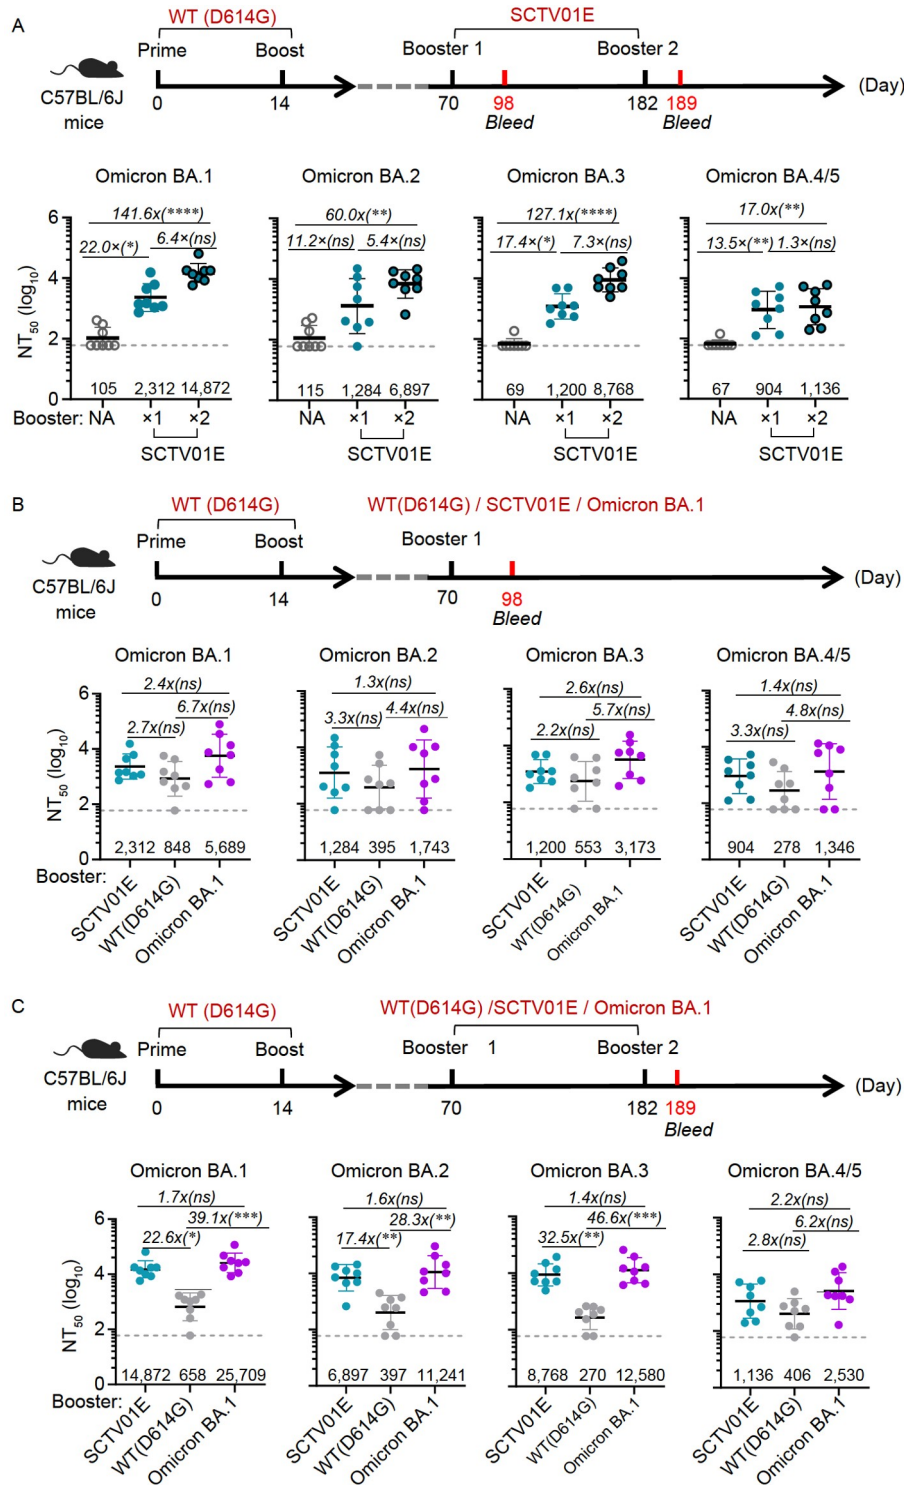 A
WT (D614G)
SCTV01E
Prime
Boost
Booster 1
Booster 2
C57BL/6J
mice
0
14
70
98
182
189
(Day)
Bleed
Bleed
Omicron BA.1
Omicron BA.2
Omicron BA.3
Omicron BA.4/5
NT50 (log10)
6
4
2
0
141.6x(****)
22.0×(*)
6.4×(ns)
60.0x(**)
11.2×(ns)
5.4×(ns)
127.1x(****)
17.4×(*)
7.3×(ns)
17.0x(**)
13.5×(**)
1.3×(ns)
105 2,312 14,872
115 1,284 6,897
69 1,200 8,768
67 904 1,136
Booster: NA ×1 ×2
NA ×1 ×2
NA ×1 ×2
NA ×1 ×2
SCTV01E
SCTV01E
SCTV01E
SCTV01E
B
WT (D614G)
WT(D614G) / SCTV01E / Omicron BA.1
Prime
Boost
Booster 1
C57BL/6J
mice
0
14
70
98
(Day)
Bleed
Omicron BA.1
Omicron BA.2
Omicron BA.3
Omicron BA.4/5
NT50 (log10)
6
4
2
0
2.4x(ns)
2.7x(ns)
6.7x(ns)
1.3x(ns)
3.3x(ns)
4.4x(ns)
2.6x(ns)
2.2x(ns)
5.7x(ns)
1.4x(ns)
3.3x(ns)
4.8x(ns)
2,312 848 5,689
1,284 395 1,743
1,200 553 3,173
904 278 1,346
Booster:
SCTV01E
WT(D614G)
Omicron BA.1
SCTV01E
WT(D614G)
Omicron BA.1
SCTV01E
WT(D614G)
Omicron BA.1
SCTV01E
WT(D614G)
Omicron BA.1
C
WT (D614G)
WT(D614G) /SCTV01E / Omicron BA.1
Prime
Boost
Booster 1
Booster 2
C57BL/6J
mice
0
14
70
182
189
(Day)
Bleed
Omicron BA.1
Omicron BA.2
Omicron BA.3
Omicron BA.4/5
NT50 (log10)
6
4
2
0
1.7x(ns)
39.1x(***)
22.6x(*)
1.6x(ns)
28.3x(**)
17.4x(**)
1.4x(ns)
46.6x(***)
32.5x(**)
2.2x(ns)
6.2x(ns)
2.8x(ns)
14,872 658 25,709
6,897 397 11,241
8,768 270 12,580
1,136 406 2,530
Booster:
SCTV01E
WT(D614G)
Omicron BA.1
SCTV01E
WT(D614G)
Omicron BA.1
SCTV01E
WT(D614G)
Omicron BA.1
SCTV01E
WT(D614G)
Omicron BA.1